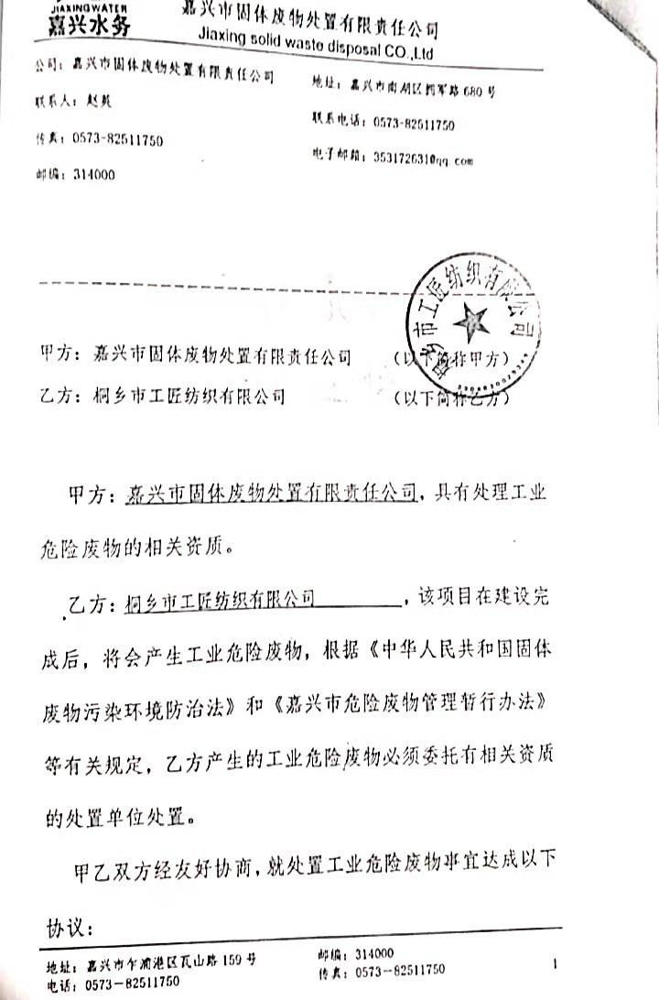 JIAXINGWATER
嘉兴水务
嘉兴市固体废物处置有限责任公司
Jiaxing solid waste disposal CO.,Ltd
公司：嘉兴市固体废物处置有限责任公司
地址：嘉兴市南湖区拥军路 680 号
联系人：赵英
联系电话：0573-82511750
传真：0573-82511750
电子邮箱：353172631@qq.com
邮编：314000
桐乡市工匠纺织有限公司
甲方：嘉兴市固体废物处置有限责任公司 （以下简称甲方）
乙方：桐乡市工匠纺织有限公司 （以下简称乙方）
甲方：嘉兴市固体废物处置有限责任公司，具有处理工业
危险废物的相关资质。
乙方：桐乡市工匠纺织有限公司，该项目在建设完
成后，将会产生工业危险废物，根据《中华人民共和国固体
废物污染环境防治法》和《嘉兴市危险废物管理暂行办法》
等有关规定，乙方产生的工业危险废物必须委托有相关资质
的处置单位处置。
甲乙双方经友好协商，就处置工业危险废物事宜达成以下
协议：
地址：嘉兴市乍浦港区瓦山路 159 号
邮编：314000
电话：0573-82511750
传真：0573-82511750
1